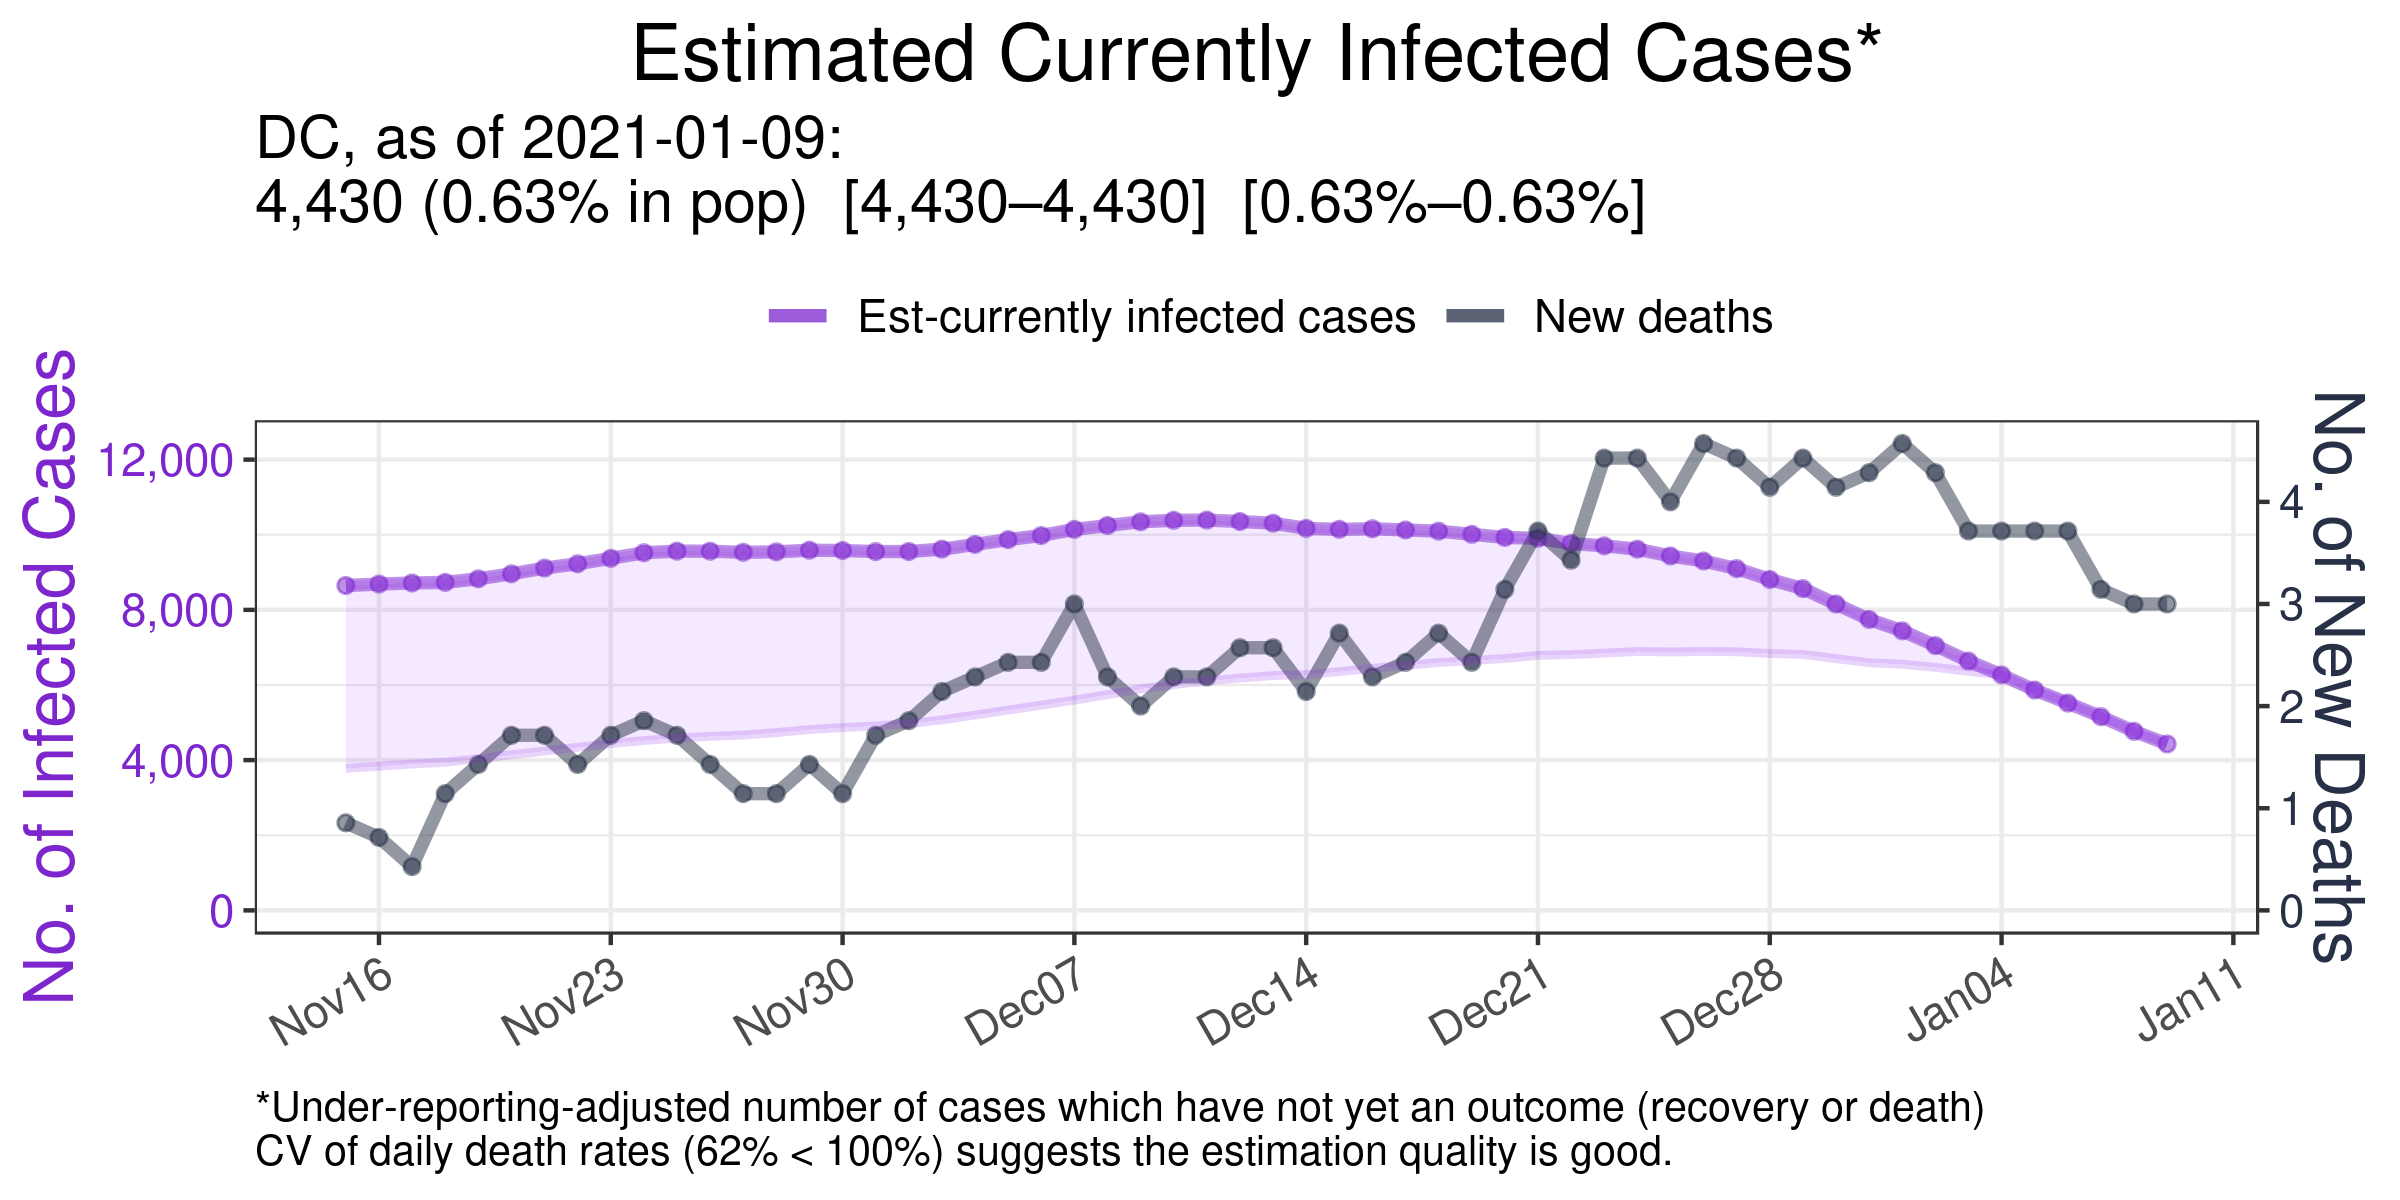 Estimated Currently Infected Cases*
DC, as of 2021-01-09:
4,430 (0.63% in pop)  [4,430–4,430]  [0.63%–0.63%]
Est-currently infected cases
New deaths
No. of Infected Cases
12,000
8,000
4,000
0
No. of New Deaths
4
3
2
1
0
Nov16
Nov23
Nov30
Dec07
Dec14
Dec21
Dec28
Jan04
Jan11
*Under-reporting-adjusted number of cases which have not yet an outcome (recovery or death)
CV of daily death rates (62% < 100%) suggests the estimation quality is good.